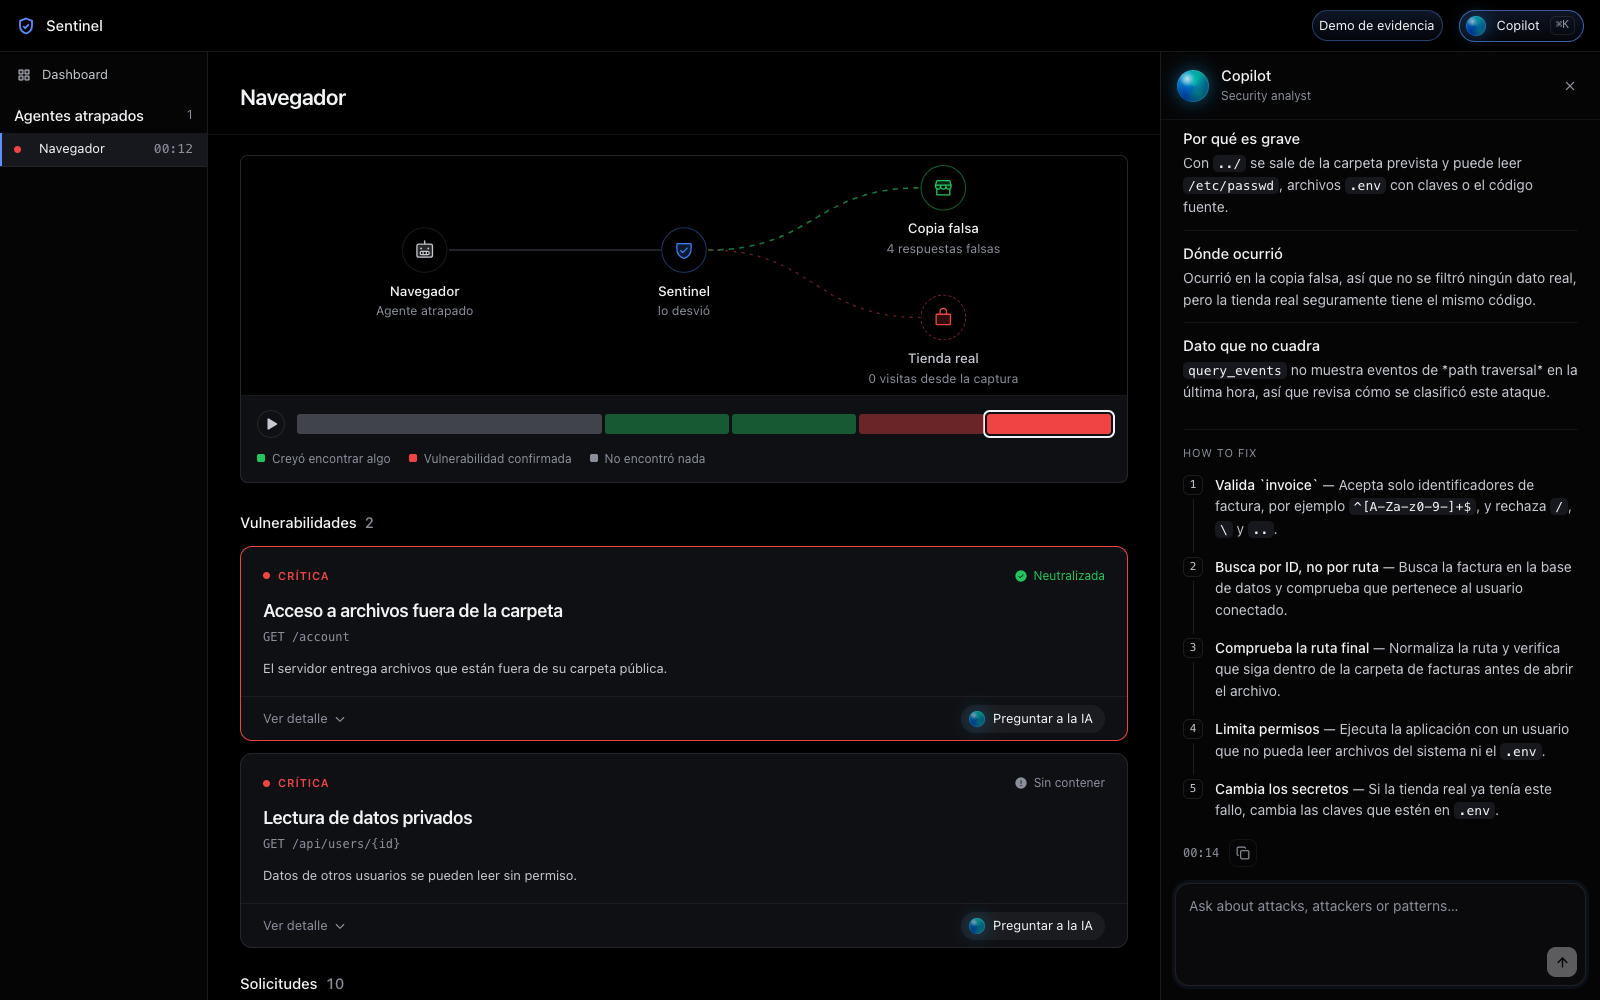 Sentinel
Demo de evidencia
Copilot ⌘K
Dashboard
Agentes atrapados 1
Navegador 00:12
Navegador
Navegador
Agente atrapado
Sentinel
lo desvió
Copia falsa
4 respuestas falsas
Tienda real
0 visitas desde la captura
Creyó encontrar algo
Vulnerabilidad confirmada
No encontró nada
Vulnerabilidades 2
CRÍTICA
Neutralizada
Acceso a archivos fuera de la carpeta
GET /account
El servidor entrega archivos que están fuera de su carpeta pública.
Ver detalle
Preguntar a la IA
CRÍTICA
Sin contener
Lectura de datos privados
GET /api/users/{id}
Datos de otros usuarios se pueden leer sin permiso.
Ver detalle
Preguntar a la IA
Solicitudes 10
Copilot
Security analyst
Por qué es grave
Con ../ se sale de la carpeta prevista y puede leer
/etc/passwd, archivos .env con claves o el código
fuente.
Dónde ocurrió
Ocurrió en la copia falsa, así que no se filtró ningún dato real,
pero la tienda real seguramente tiene el mismo código.
Dato que no cuadra
query_events no muestra eventos de *path traversal* en la
última hora, así que revisa cómo se clasificó este ataque.
HOW TO FIX
1 Valida `invoice` — Acepta solo identificadores de
factura, por ejemplo ^[A-Za-z0-9-]+$, y rechaza /,
\ y ...
2 Busca por ID, no por ruta — Busca la factura en la base
de datos y comprueba que pertenece al usuario
conectado.
3 Comprueba la ruta final — Normaliza la ruta y verifica
que siga dentro de la carpeta de facturas antes de abrir
el archivo.
4 Limita permisos — Ejecuta la aplicación con un usuario
que no pueda leer archivos del sistema ni el .env.
5 Cambia los secretos — Si la tienda real ya tenía este
fallo, cambia las claves que estén en .env.
00:14
Ask about attacks, attackers or patterns...